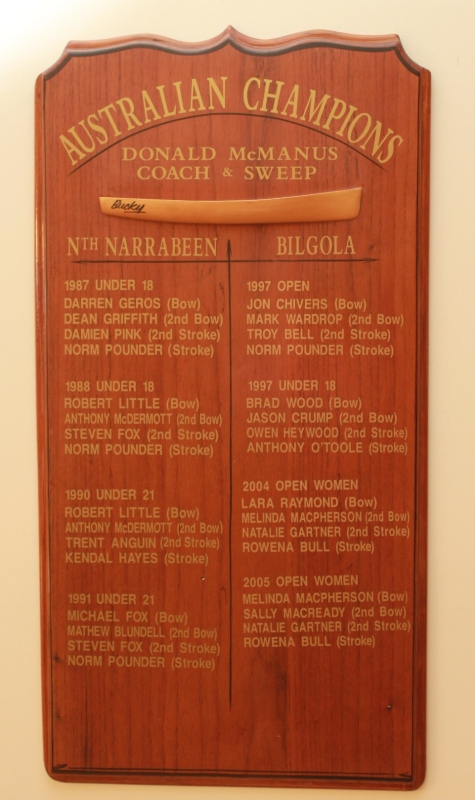 AUSTRALIAN CHAMPIONS
DONALD McMANUS
COACH & SWEEP
Bucky
NTH NARRABEEN
1987 UNDER 18
DARREN GEROS (Bow)
DEAN GRIFFITH (2nd Bow)
DAMIEN PINK (2nd Stroke)
NORM POUNDER (Stroke)
1988 UNDER 18
ROBERT LITTLE (Bow)
ANTHONY McDERMOTT (2nd Bow)
STEVEN FOX (2nd Stroke)
NORM POUNDER (Stroke)
1990 UNDER 21
ROBERT LITTLE (Bow)
ANTHONY McDERMOTT (2nd Bow)
TRENT ANGUIN (2nd Stroke)
KENDAL HAYES (Stroke)
1991 UNDER 21
MICHAEL FOX (Bow)
MATHEW BLUNDELL (2nd Bow)
STEVEN FOX (2nd Stroke)
NORM POUNDER (Stroke)
BILGOLA
1997 OPEN
JON CHIVERS (Bow)
MARK WARDROP (2nd Bow)
TROY BELL (2nd Stroke)
NORM POUNDER (Stroke)
1997 UNDER 18
BRAD WOOD (Bow)
JASON CRUMP (2nd Bow)
OWEN HEYWOOD (2nd Stroke)
ANTHONY O'TOOLE (Stroke)
2004 OPEN WOMEN
LARA RAYMOND (Bow)
MELINDA MACPHERSON (2nd Bow)
NATALIE GARTNER (2nd Stroke)
ROWENA BULL (Stroke)
2005 OPEN WOMEN
MELINDA MACPHERSON (Bow)
SALLY MACREADY (2nd Bow)
NATALIE GARTNER (2nd Stroke)
ROWENA BULL (Stroke)